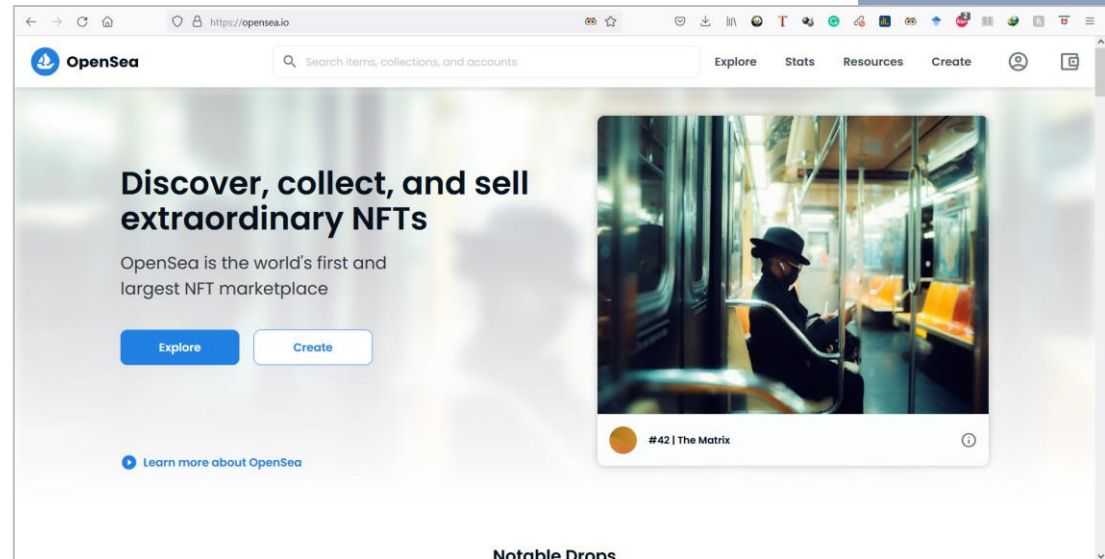 https://opensea.io
OpenSea
Search items, collections, and accounts
Explore
Stats
Resources
Create
Discover, collect, and sell
extraordinary NFTs
OpenSea is the world's first and
largest NFT marketplace
Explore
Create
#42 | The Matrix
Learn more about OpenSea
Notable Drops